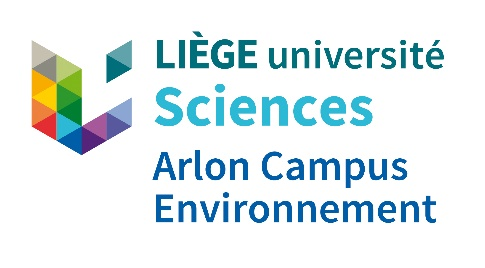 LIÈGE université
Sciences
Arlon Campus
Environnement